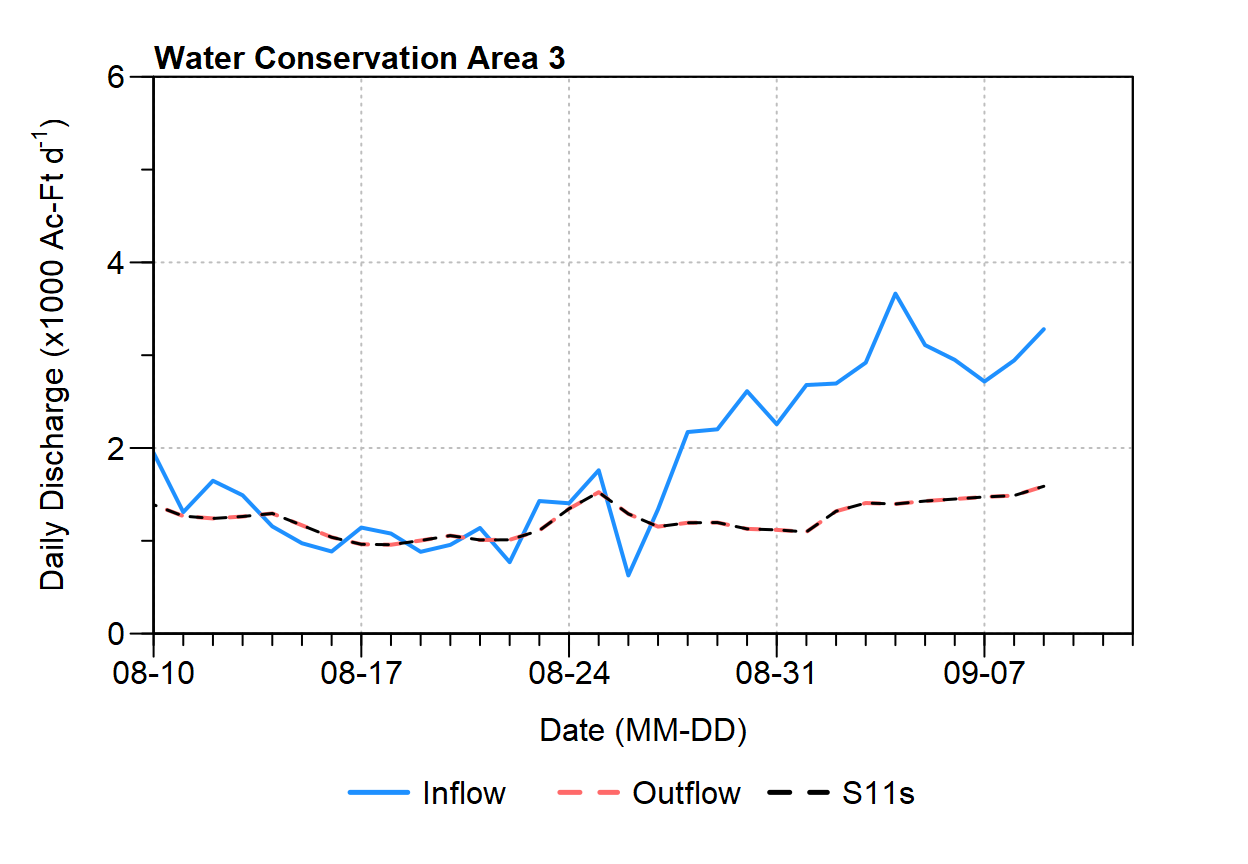 Water Conservation Area 3
6
4
2
0
Daily Discharge (x1000 Ac-Ft d-1)
08-10 08-17 08-24 08-31 09-07
Date (MM-DD)
Inflow Outflow S11s